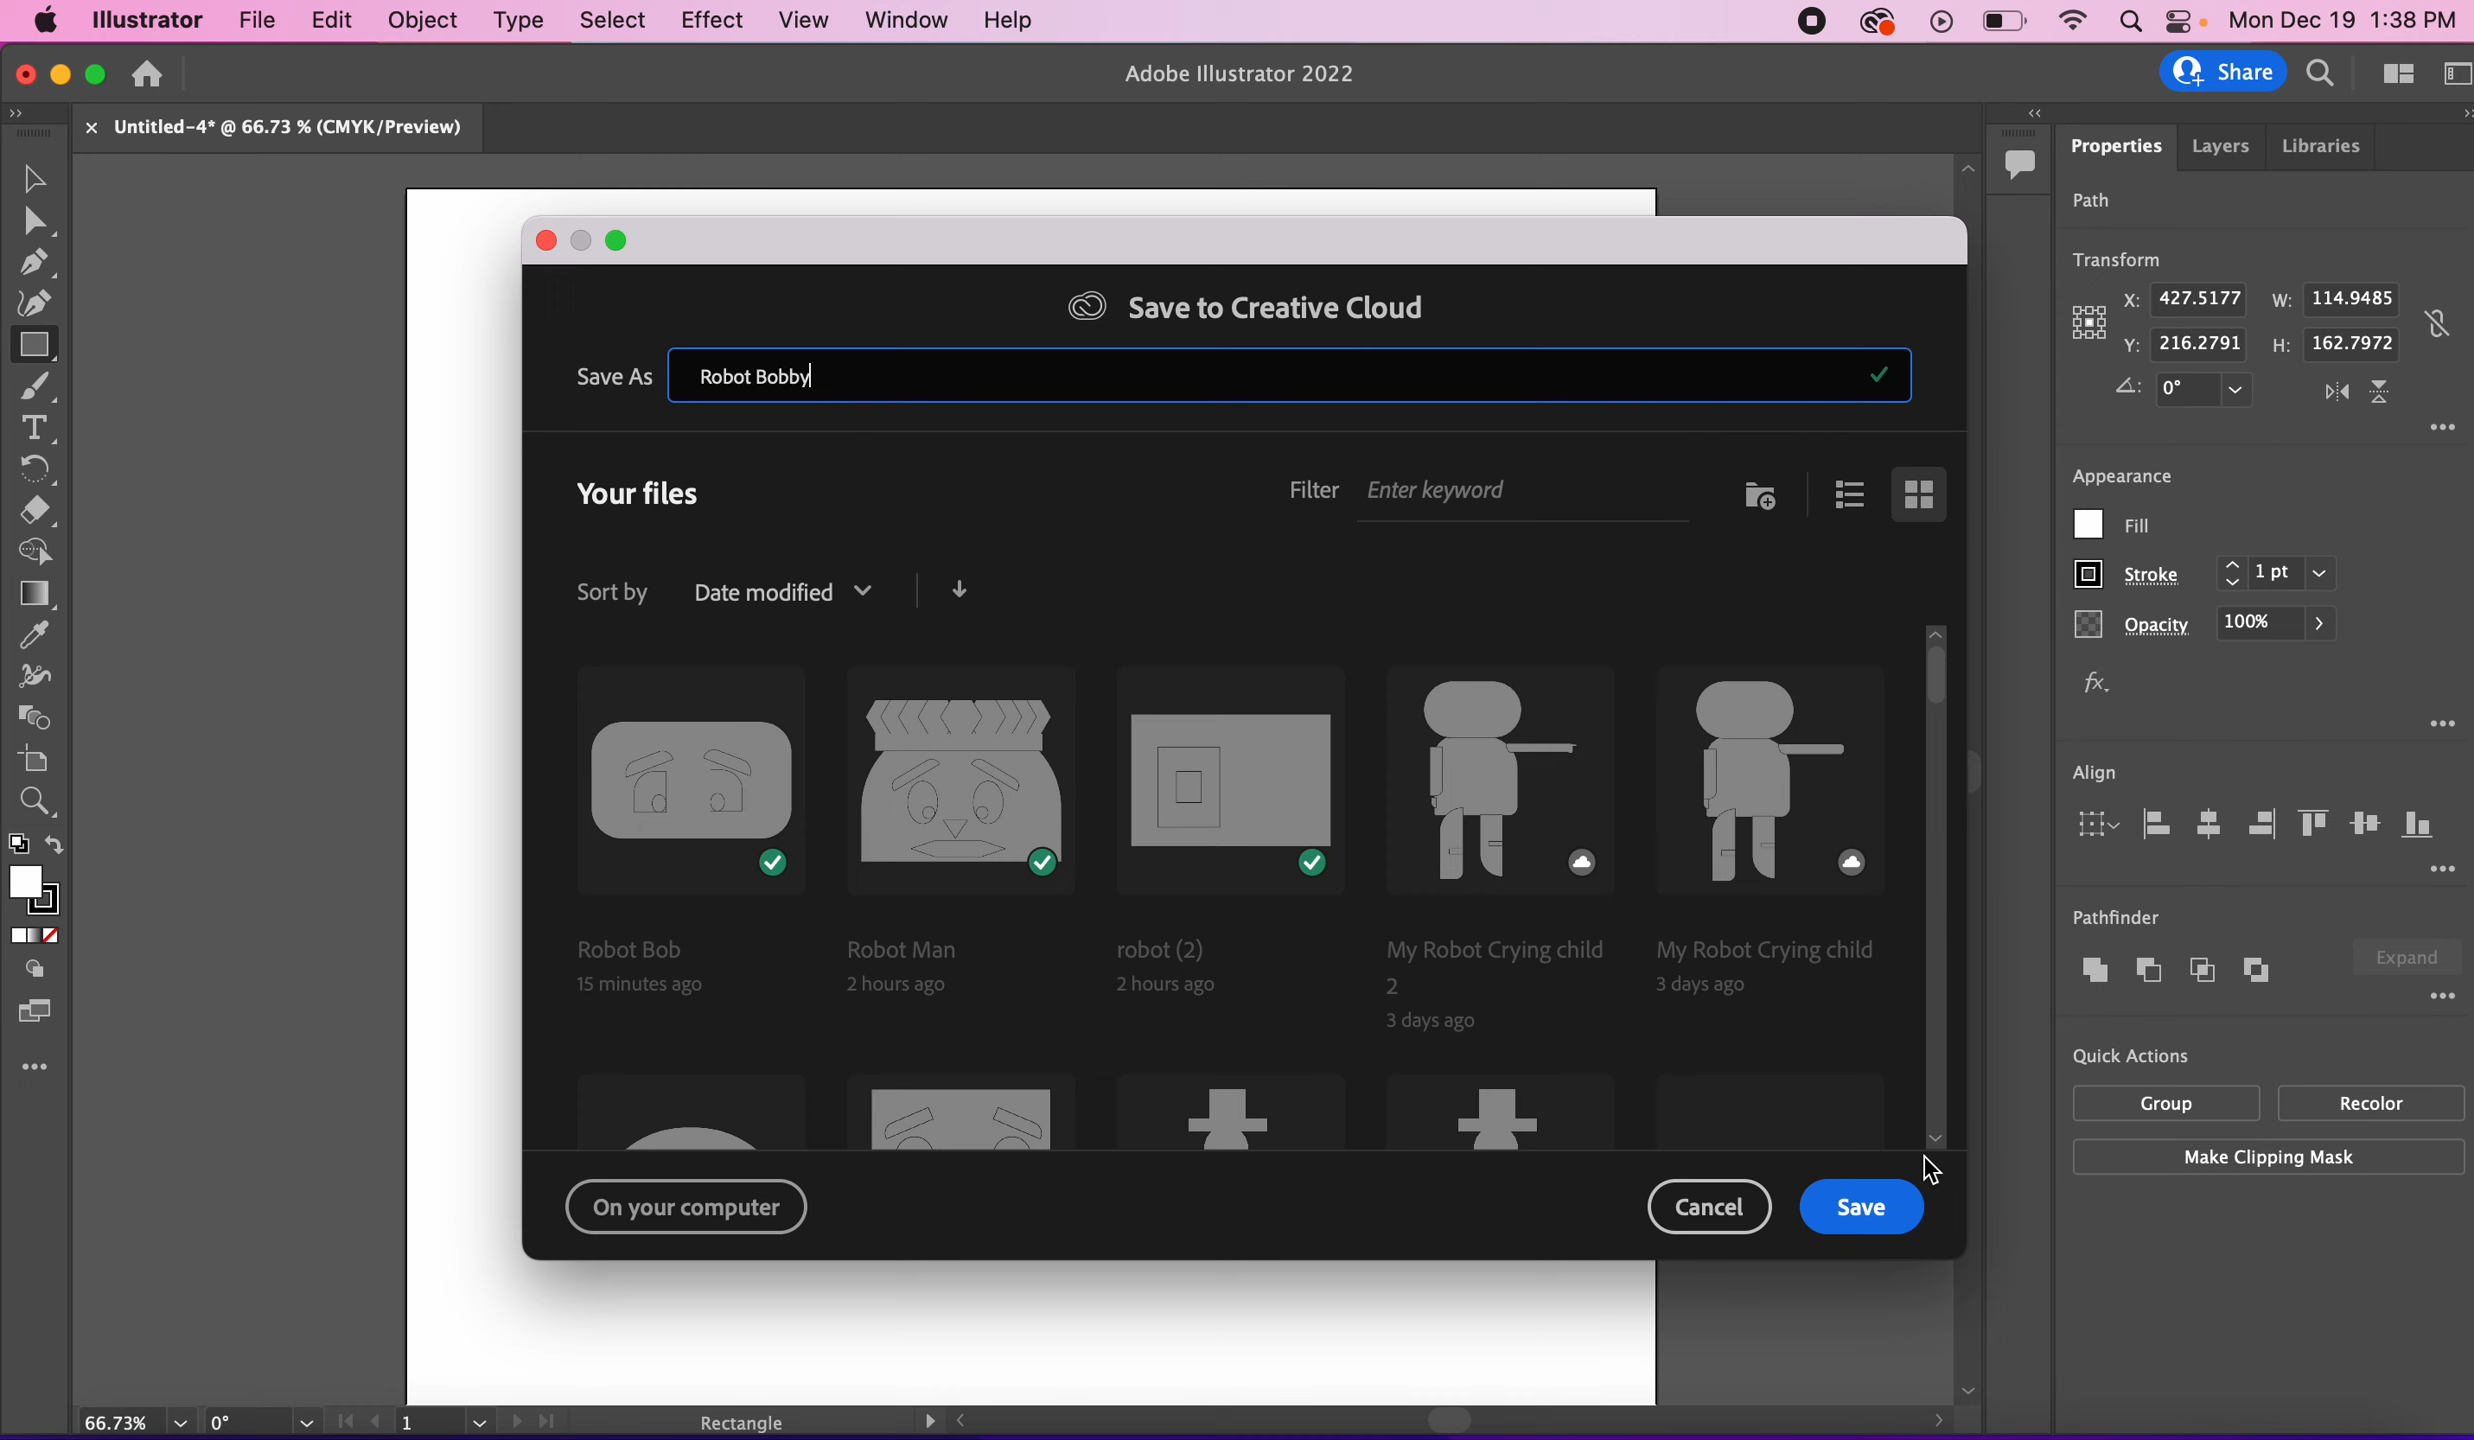 Illustrator File Edit Object Type Select Effect View Window Help Mon Dec 19 1:38 PM
Adobe Illustrator 2022
Share
Untitled-4* @ 66.73 % (CMYK/Preview)
Properties Layers Libraries
Path
Transform
X: 427.5177 W: 114.9485
Y: 216.2791 H: 162.7972
0°
Appearance
Fill
Stroke 1 pt
Opacity 100%
fx.
Align
Pathfinder
Expand
Quick Actions
Group Recolor
Make Clipping Mask
Save to Creative Cloud
Save As Robot Bobby
Your files
Filter Enter keyword
Sort by Date modified
Robot Bob
15 minutes ago
Robot Man
2 hours ago
robot (2)
2 hours ago
My Robot Crying child
2
3 days ago
My Robot Crying child
3 days ago
On your computer
Cancel Save
66.73% 0° 1 Rectangle